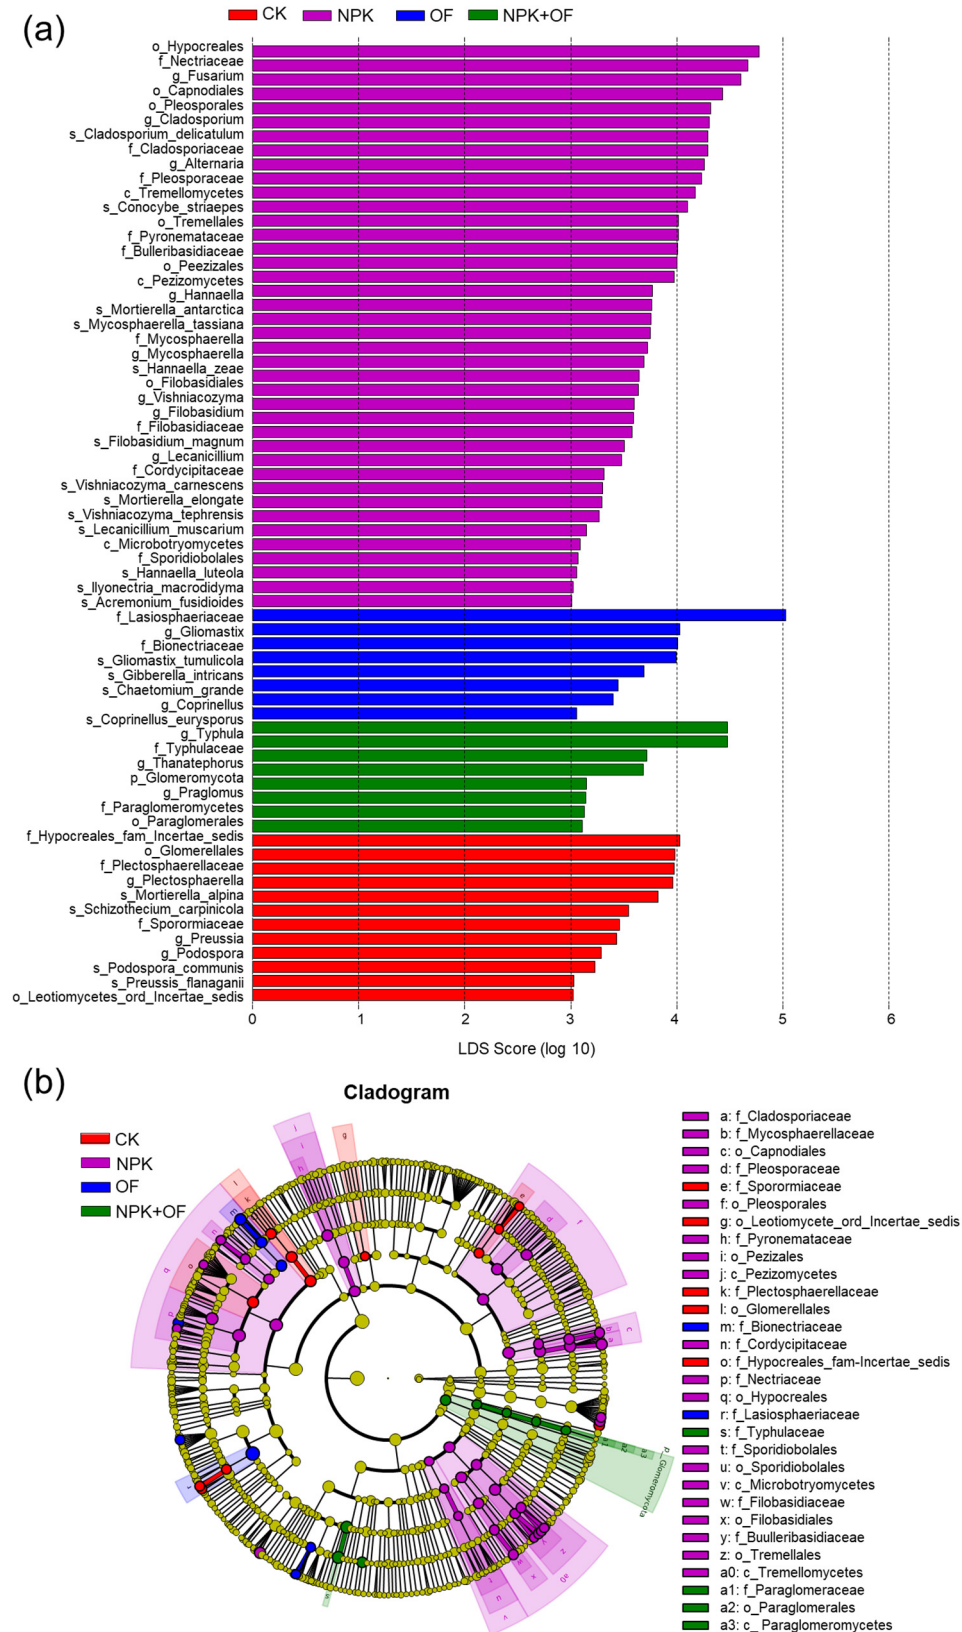 (a)
CK NPK OF NPK+OF
o_Hypocreales
f_Nectriaceae
g_Fusarium
o_Capnodiales
o_Pleosporales
g_Cladosporium
s_Cladosporium_delicatulum
f_Cladosporiaceae
g_Alternaria
f_Pleosporaceae
c_Tremellomycetes
s_Conocybe_striaepes
o_Tremellales
f_Pyronemataceae
f_Bulleribasidiaceae
o_Peezizales
c_Pezizomycetes
g_Hannaella
s_Mortierella_antarctica
s_Mycosphaerella_tassiana
f_Mycosphaerella
g_Mycosphaerella
s_Hannaella_zeae
o_Filobasidiales
g_Vishniacozyma
g_Filobasidium
f_Filobasidiaceae
s_Filobasidium_magnum
g_Lecanicillium
f_Cordycipitaceae
s_Vishniacozyma_carnescens
s_Mortierella_elongate
s_Vishniacozyma_tephrensis
s_Lecanicillium_muscarium
c_Microbotryomycetes
f_Sporidiobolales
s_Hannaella_luteola
s_Ilyonectria_macrodidyma
s_Acremonium_fusidioides
f_Lasiosphaeriaceae
g_Gliomastix
f_Bionectriaceae
s_Gliomastix_tumulicola
s_Gibberella_intricans
s_Chaetomium_grande
g_Coprinellus
s_Coprinellus_eurysporus
g_Typhula
f_Typhulaceae
g_Thanatephorus
p_Glomeromycota
g_Praglomus
f_Paraglomeromycetes
o_Paraglomerales
f_Hypocreales_fam_Incertae_sedis
o_Glomerellales
f_Plectosphaerellaceae
g_Plectosphaerella
s_Mortierella_alpina
s_Schizothecium_carpinicola
f_Sporormiaceae
g_Preussia
g_Podospora
s_Podospora_communis
s_Preussis_flanaganii
o_Leotiomycetes_ord_Incertae_sedis
0 1 2 3 4 5 6
LDS Score (log 10)
(b)
Cladogram
CK
NPK
OF
NPK+OF
p_Glomeromycota
a: f_Cladosporiaceae
b: f_Mycosphaerellaceae
c: o_Capnodiales
d: f_Pleosporaceae
e: f_Sporormiaceae
f: o_Pleosporales
g: o_Leotiomycete_ord_Incertae_sedis
h: f_Pyronemataceae
i: o_Pezizales
j: c_Pezizomycetes
k: f_Plectosphaerellaceae
l: o_Glomerellales
m: f_Bionectriaceae
n: f_Cordycipitaceae
o: f_Hypocreales_fam-Incertae_sedis
p: f_Nectriaceae
q: o_Hypocreales
r: f_Lasiosphaeriaceae
s: f_Typhulaceae
t: f_Sporidiobolales
u: o_Sporidiobolales
v: c_Microbotryomycetes
w: f_Filobasidiaceae
x: o_Filobasidiales
y: f_Buulleribasidiaceae
z: o_Tremellales
a0: c_Tremellomycetes
a1: f_Paraglomeraceae
a2: o_Paraglomerales
a3: c_ Paraglomeromycetes